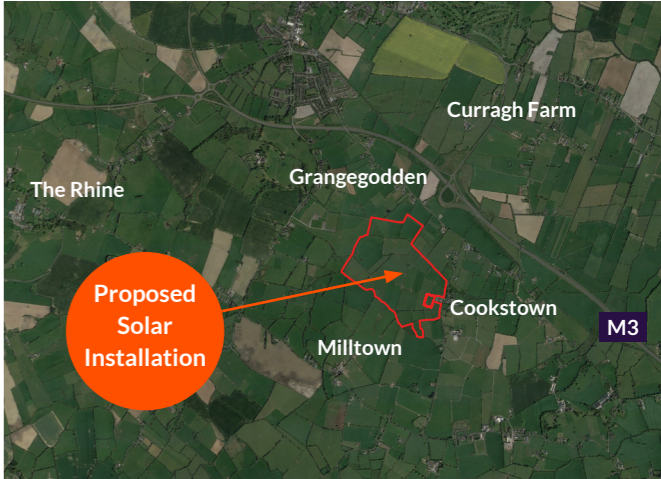 Curragh Farm
Grangegodden
The Rhine
Proposed
Solar
Installation
Cookstown
M3
Milltown